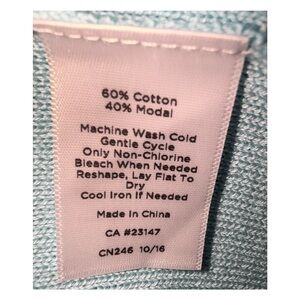 60% Cotton
40% Modal
Machine Wash Cold
Gentle Cycle
Only Non-Chlorine
Bleach When Needed
Reshape, Lay Flat To
Dry
Cool Iron If Needed
Made in China
CA #23147
CN246 10/16